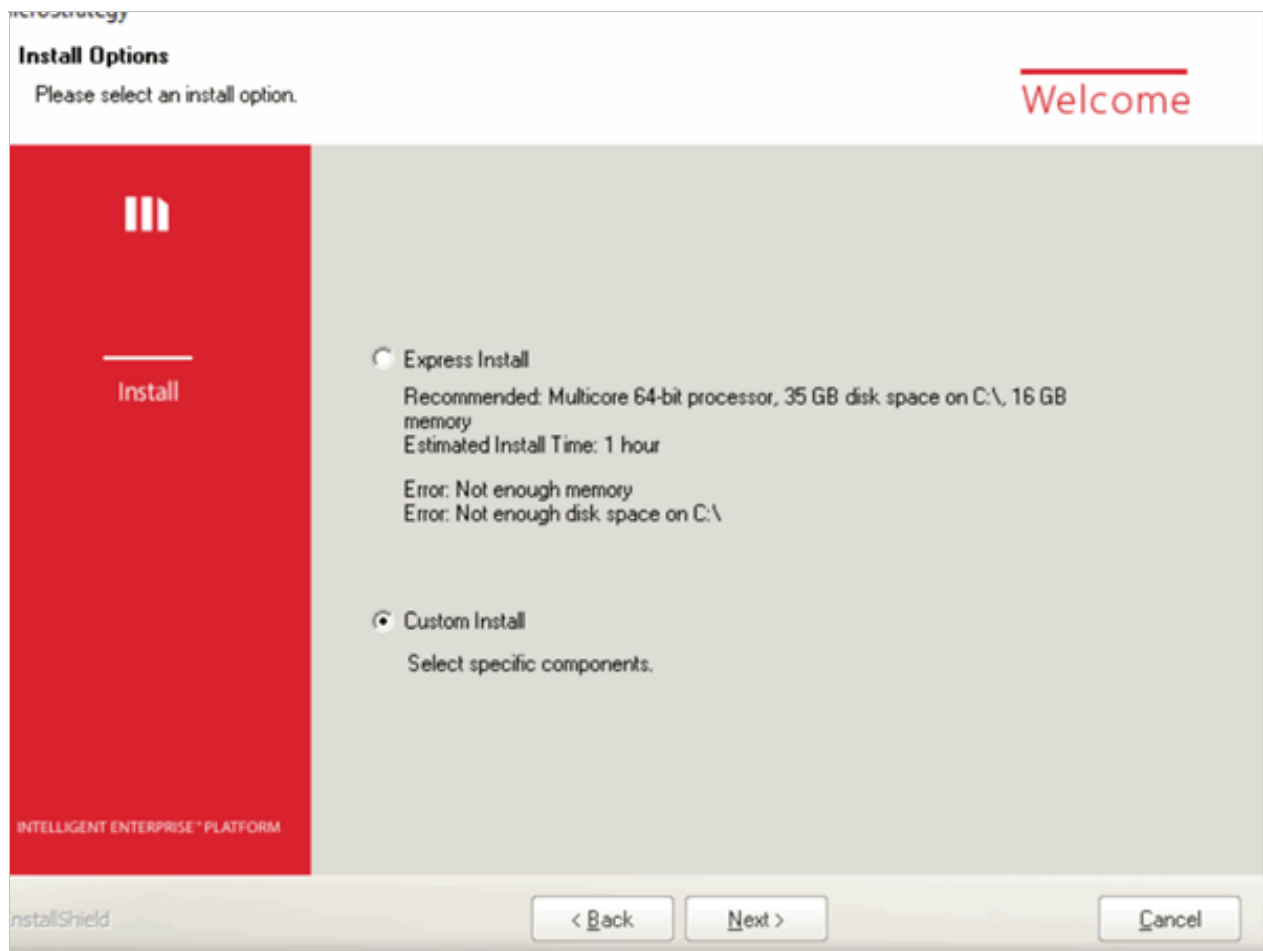 MicroStrategy
Install Options
Please select an install option.
Welcome
Install
Express Install
Recommended: Multicore 64-bit processor, 35 GB disk space on C:\, 16 GB
memory
Estimated Install Time: 1 hour
Error: Not enough memory
Error: Not enough disk space on C:\
Custom Install
Select specific components.
INTELLIGENT ENTERPRISE™ PLATFORM
nstallShield
< Back
Next >
Cancel